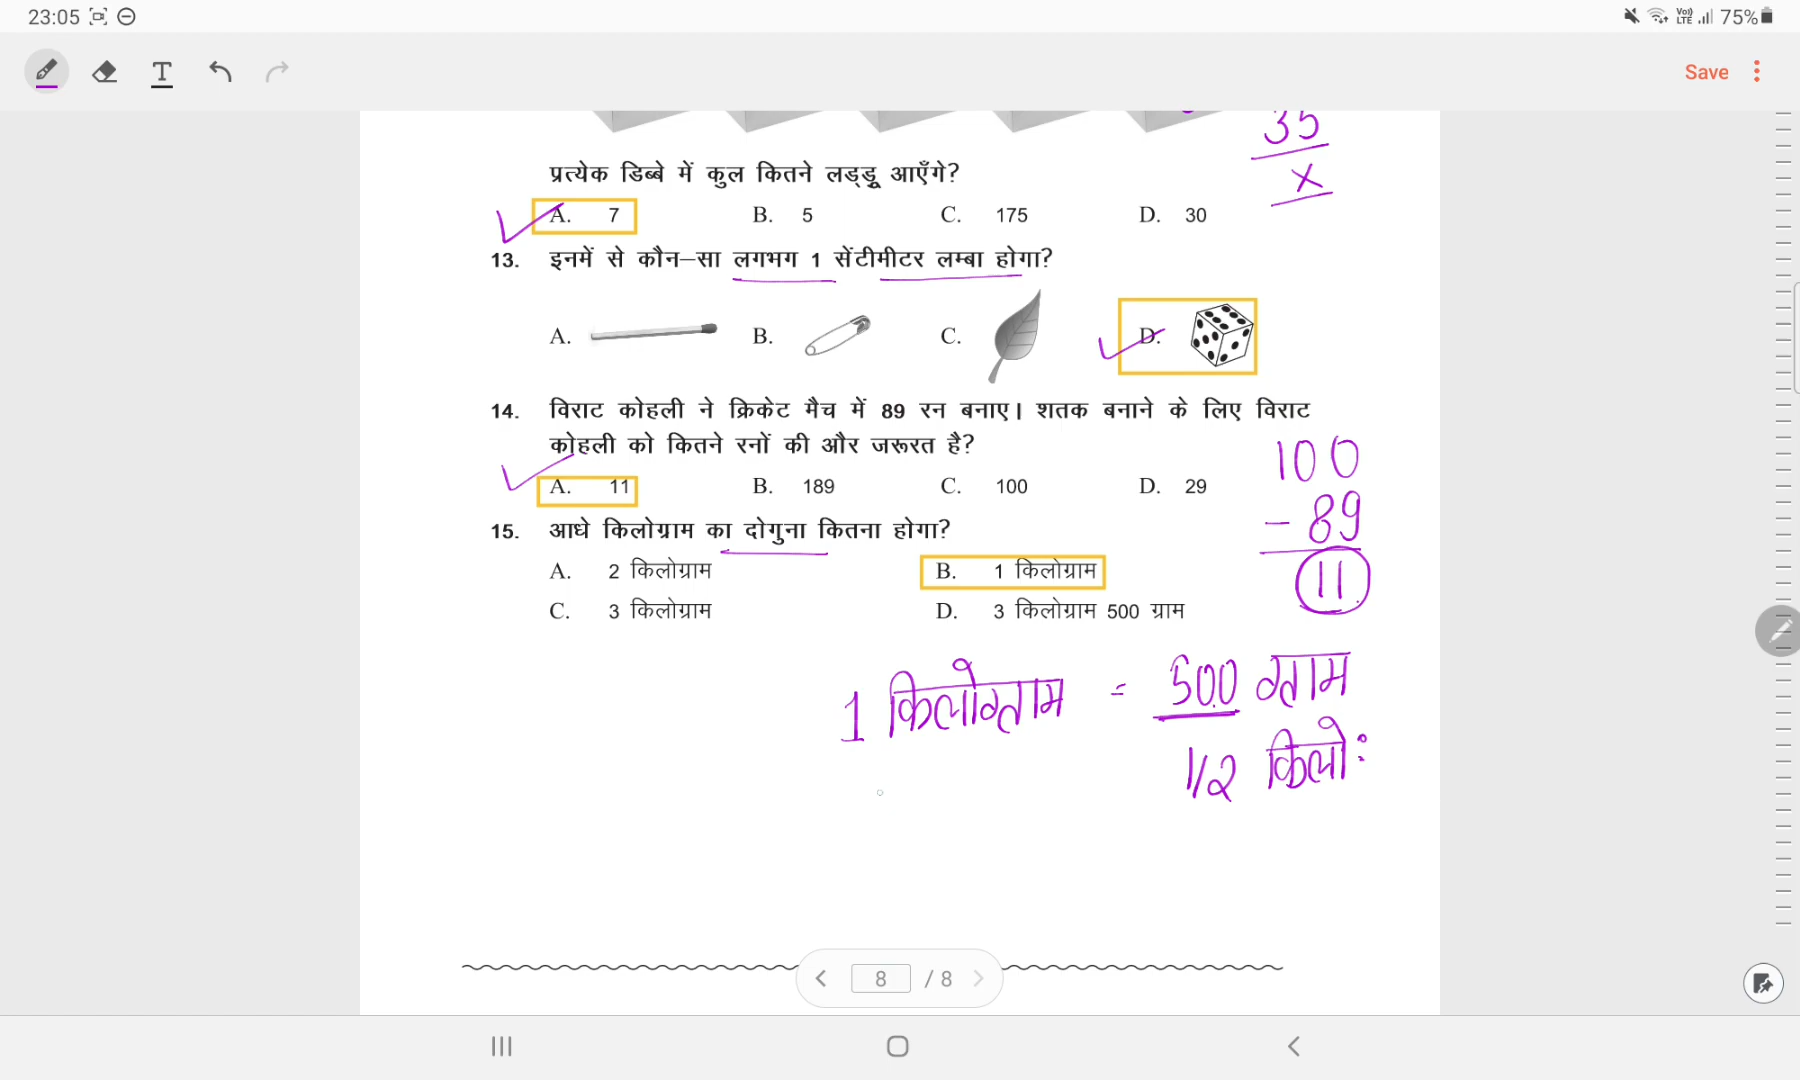 23:05
75%
Save
35
x
प्रत्येक डिब्बे में कुल कितने लड्डू आएँगे?
A. 7 B. 5 C. 175 D. 30
13. इनमें से कौन–सा लगभग 1 सेंटीमीटर लम्बा होगा?
A. B. C. D.
14. विराट कोहली ने क्रिकेट मैच में 89 रन बनाए। शतक बनाने के लिए विराट
कोहली को कितने रनों की और जरूरत है?
A. 11 B. 189 C. 100 D. 29
100
- 89
11
15. आधे किलोग्राम का दोगुना कितना होगा?
A. 2 किलोग्राम B. 1 किलोग्राम
C. 3 किलोग्राम D. 3 किलोग्राम 500 ग्राम
1 किलोग्राम = 500 ग्राम
1/2 किलो:
8 / 8